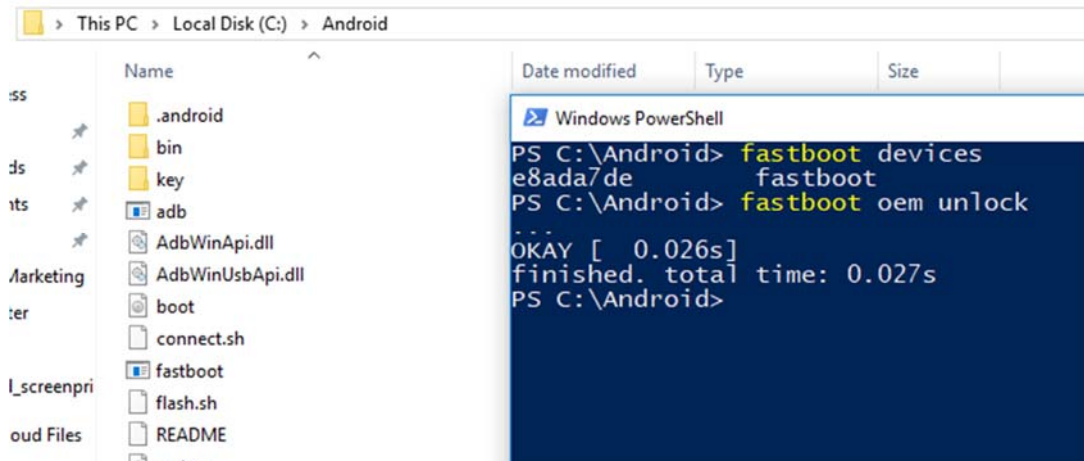 This PC > Local Disk (C:) > Android
Name
Date modified
Type
Size
.android
bin
key
adb
AdbWinApi.dll
Marketing
AdbWinUsbApi.dll
boot
connect.sh
fastboot
flash.sh
oud Files
README
Windows PowerShell
PS C:\Android> fastboot devices
e8ada7de fastboot
PS C:\Android> fastboot oem unlock
...
OKAY [ 0.026s]
finished. total time: 0.027s
PS C:\Android>